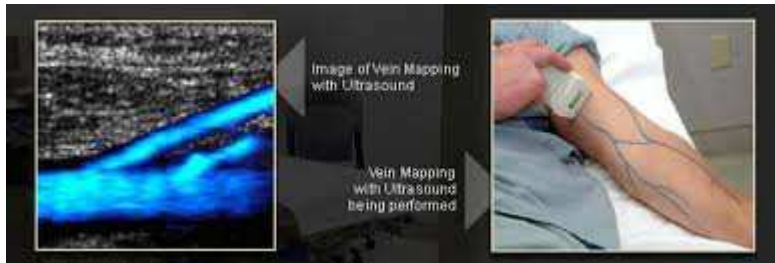 Image of Vein Mapping
with Ultrasound
Vein Mapping
with Ultrasound
being performed